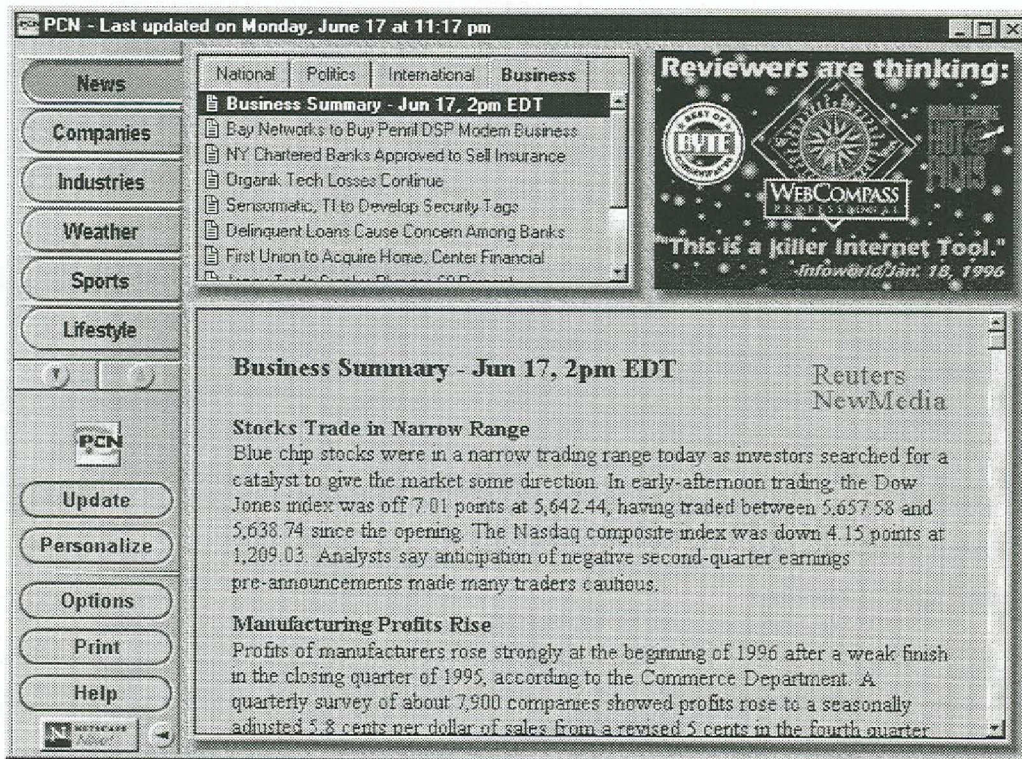 PCN - Last updated on Monday, June 17 at 11:17 pm
News
Companies
Industries
Weather
Sports
Lifestyle
PCN
Update
Personalize
Options
Print
Help
NETSCAPE
National Politics International Business
Business Summary - Jun 17, 2pm EDT
Bay Networks to Buy Penril DSP Modem Business
NY Chartered Banks Approved to Sell Insurance
Organik Tech Losses Continue
Sensormatic, TI to Develop Security Tags
Delinquent Loans Cause Concern Among Banks
First Union to Acquire Home, Center Financial
Reviewers are thinking:
BEST OF
BYTE
WEBCOMPASS
PROFESSIONAL
"This is a killer Internet Tool."
-Infoworld/Jan. 18, 1996
Business Summary - Jun 17, 2pm EDT
Reuters
NewMedia
Stocks Trade in Narrow Range
Blue chip stocks were in a narrow trading range today as investors searched for a
catalyst to give the market some direction. In early-afternoon trading, the Dow
Jones index was off 7.01 points at 5,642.44, having traded between 5,657.58 and
5,638.74 since the opening. The Nasdaq composite index was down 4.15 points at
1,209.03. Analysts say anticipation of negative second-quarter earnings
pre-announcements made many traders cautious.
Manufacturing Profits Rise
Profits of manufacturers rose strongly at the beginning of 1996 after a weak finish
in the closing quarter of 1995, according to the Commerce Department. A
quarterly survey of about 7,900 companies showed profits rose to a seasonally
adjusted 5.8 cents per dollar of sales from a revised 5 cents in the fourth quarter